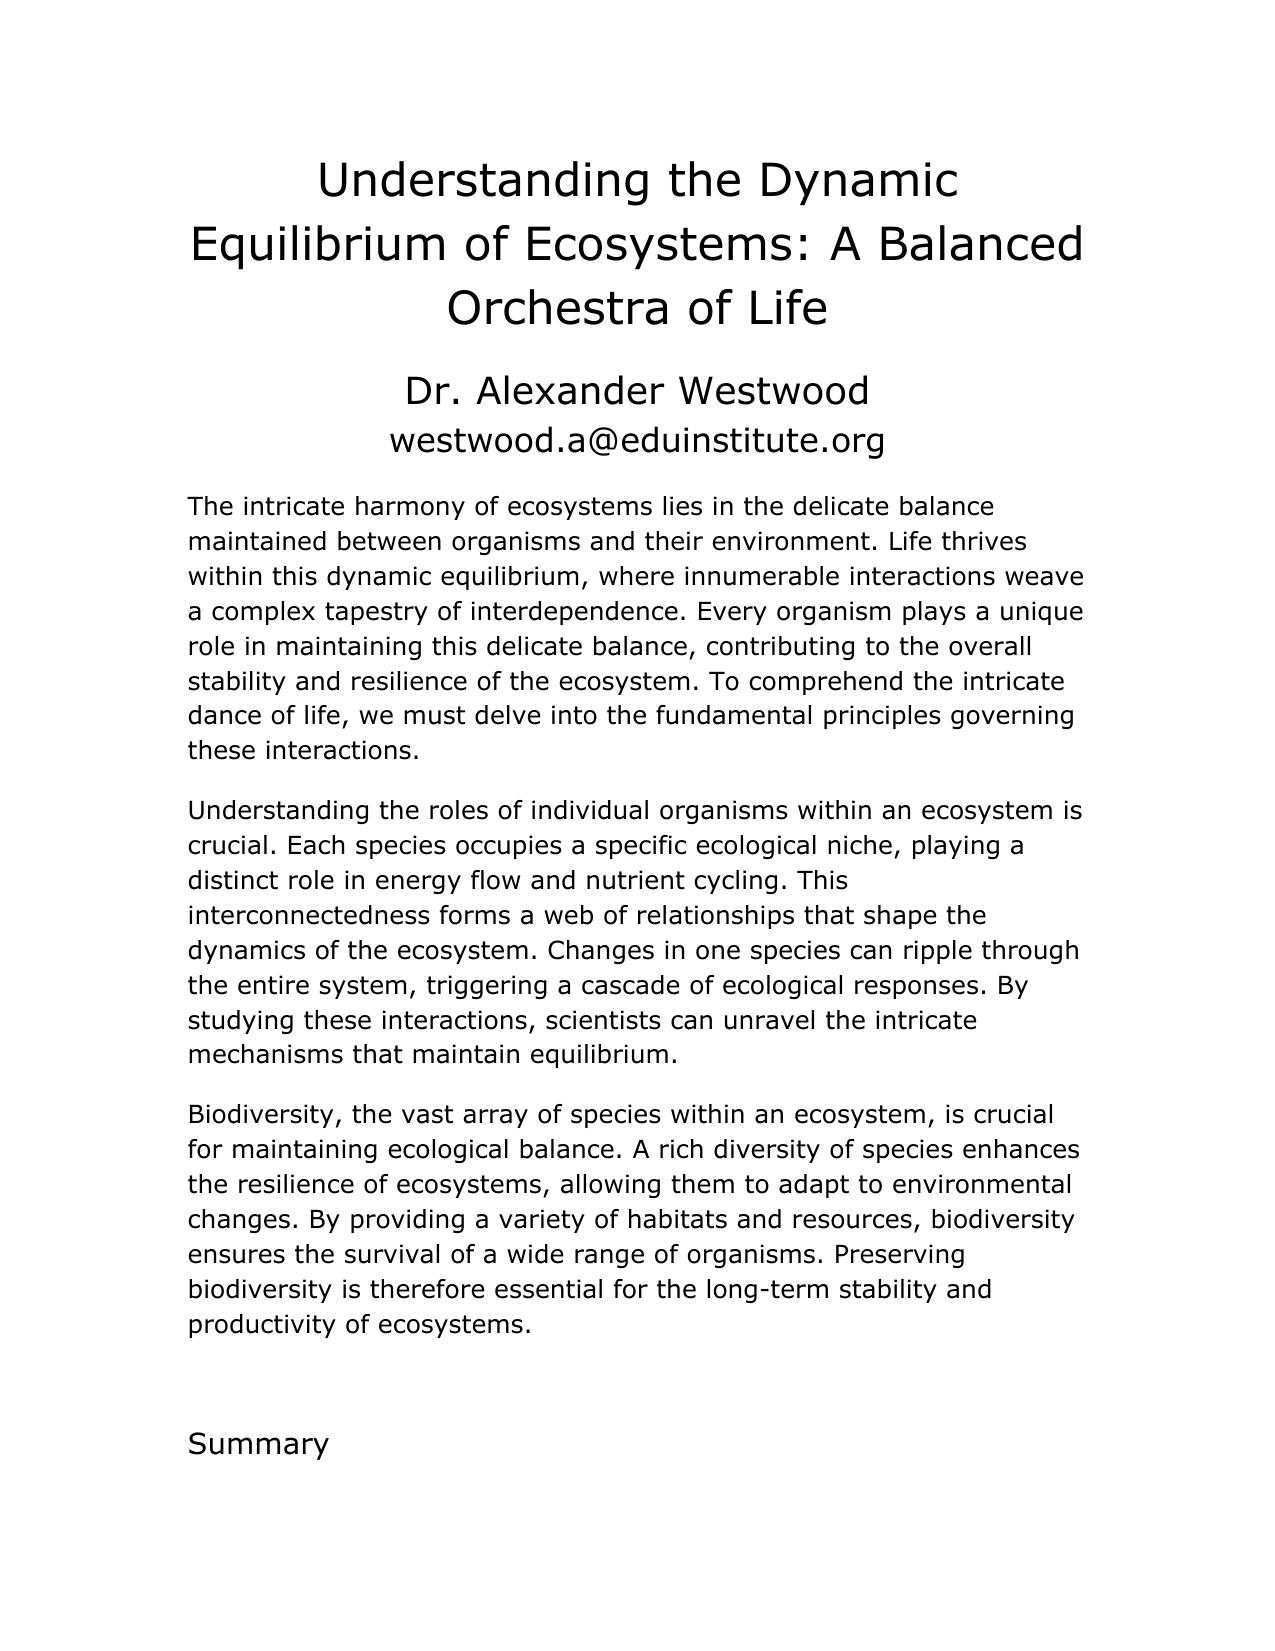 Understanding the Dynamic
Equilibrium of Ecosystems: A Balanced
Orchestra of Life
Dr. Alexander Westwood
westwood.a@eduinstitute.org
The intricate harmony of ecosystems lies in the delicate balance
maintained between organisms and their environment. Life thrives
within this dynamic equilibrium, where innumerable interactions weave
a complex tapestry of interdependence. Every organism plays a unique
role in maintaining this delicate balance, contributing to the overall
stability and resilience of the ecosystem. To comprehend the intricate
dance of life, we must delve into the fundamental principles governing
these interactions.
Understanding the roles of individual organisms within an ecosystem is
crucial. Each species occupies a specific ecological niche, playing a
distinct role in energy flow and nutrient cycling. This
interconnectedness forms a web of relationships that shape the
dynamics of the ecosystem. Changes in one species can ripple through
the entire system, triggering a cascade of ecological responses. By
studying these interactions, scientists can unravel the intricate
mechanisms that maintain equilibrium.
Biodiversity, the vast array of species within an ecosystem, is crucial
for maintaining ecological balance. A rich diversity of species enhances
the resilience of ecosystems, allowing them to adapt to environmental
changes. By providing a variety of habitats and resources, biodiversity
ensures the survival of a wide range of organisms. Preserving
biodiversity is therefore essential for the long-term stability and
productivity of ecosystems.
Summary